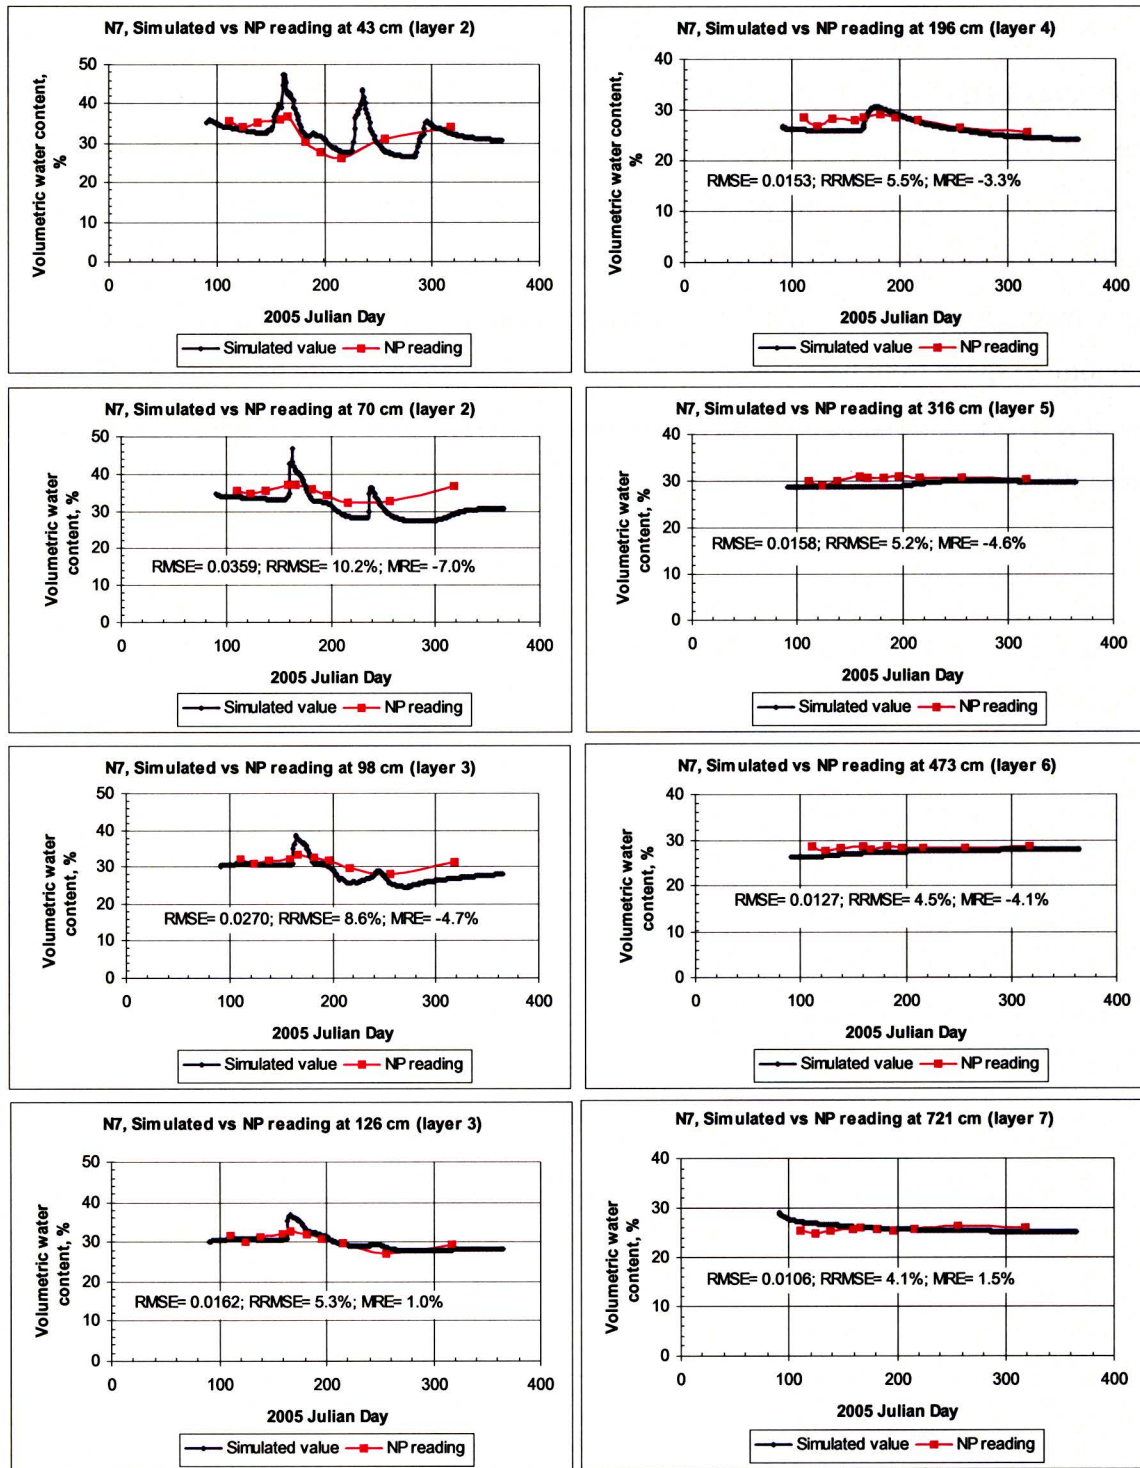 N7, Simulated vs NP reading at 43 cm (layer 2)
Volumetric water content,
%
50
40
30
20
10
0
0 100 200 300 400
2005 Julian Day
Simulated value NP reading
N7, Simulated vs NP reading at 196 cm (layer 4)
Volumetric water content,
%
40
30
20
10
0
RMSE= 0.0153; RRMSE= 5.5%; MRE= -3.3%
0 100 200 300 400
2005 Julian Day
Simulated value NP reading
N7, Simulated vs NP reading at 70 cm (layer 2)
Volumetric water
content, %
50
40
30
20
10
0
RMSE= 0.0359; RRMSE= 10.2%; MRE= -7.0%
0 100 200 300 400
2005 Julian Day
Simulated value NP reading
N7, Simulated vs NP reading at 316 cm (layer 5)
Volumetric water
content, %
40
30
20
10
0
RMSE= 0.0158; RRMSE= 5.2%; MRE= -4.6%
0 100 200 300 400
2005 Julian Day
Simulated value NP reading
N7, Simulated vs NP reading at 98 cm (layer 3)
Volumetric water
content, %
50
40
30
20
10
0
RMSE= 0.0270; RRMSE= 8.6%; MRE= -4.7%
0 100 200 300 400
2005 Julian Day
Simulated value NP reading
N7, Simulated vs NP reading at 473 cm (layer 6)
Volumetric water
content, %
40
30
20
10
0
RMSE= 0.0127; RRMSE= 4.5%; MRE= -4.1%
0 100 200 300 400
2005 Julian Day
Simulated value NP reading
N7, Simulated vs NP reading at 126 cm (layer 3)
Volumetric water
content, %
50
40
30
20
10
0
RMSE= 0.0162; RRMSE= 5.3%; MRE= 1.0%
0 100 200 300 400
2005 Julian Day
Simulated value NP reading
N7, Simulated vs NP reading at 721 cm (layer 7)
Volumetric water
content, %
40
30
20
10
0
RMSE= 0.0106; RRMSE= 4.1%; MRE= 1.5%
0 100 200 300 400
2005 Julian Day
Simulated value NP reading